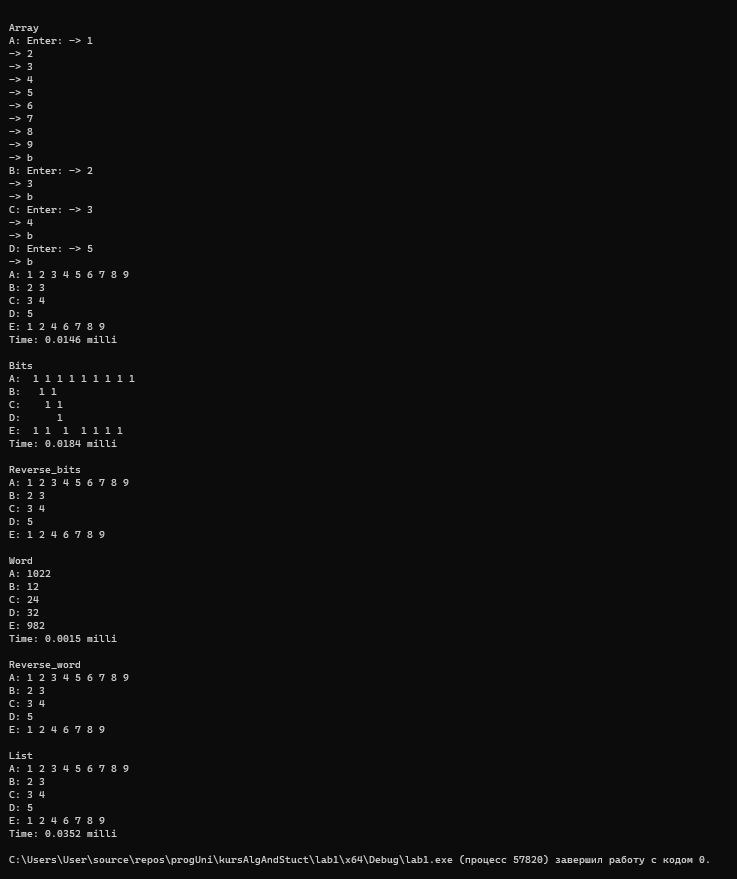 Array
A: Enter: -> 1
-> 2
-> 3
-> 4
-> 5
-> 6
-> 7
-> 8
-> 9
-> b
B: Enter: -> 2
-> 3
-> b
C: Enter: -> 3
-> 4
-> b
D: Enter: -> 5
-> b
A: 1 2 3 4 5 6 7 8 9
B: 2 3
C: 3 4
D: 5
E: 1 2 4 6 7 8 9
Time: 0.0146 milli
Bits
A:  1 1 1 1 1 1 1 1 1
B:   1 1
C:    1 1
D:      1
E:  1 1  1  1 1 1 1
Time: 0.0184 milli
Reverse_bits
A: 1 2 3 4 5 6 7 8 9
B: 2 3
C: 3 4
D: 5
E: 1 2 4 6 7 8 9
Word
A: 1022
B: 12
C: 24
D: 32
E: 982
Time: 0.0015 milli
Reverse_word
A: 1 2 3 4 5 6 7 8 9
B: 2 3
C: 3 4
D: 5
E: 1 2 4 6 7 8 9
List
A: 1 2 3 4 5 6 7 8 9
B: 2 3
C: 3 4
D: 5
E: 1 2 4 6 7 8 9
Time: 0.0352 milli
C:\Users\User\source\repos\progUni\kursAlgAndStuct\lab1\x64\Debug\lab1.exe (процесс 57820) завершил работу с кодом 0.